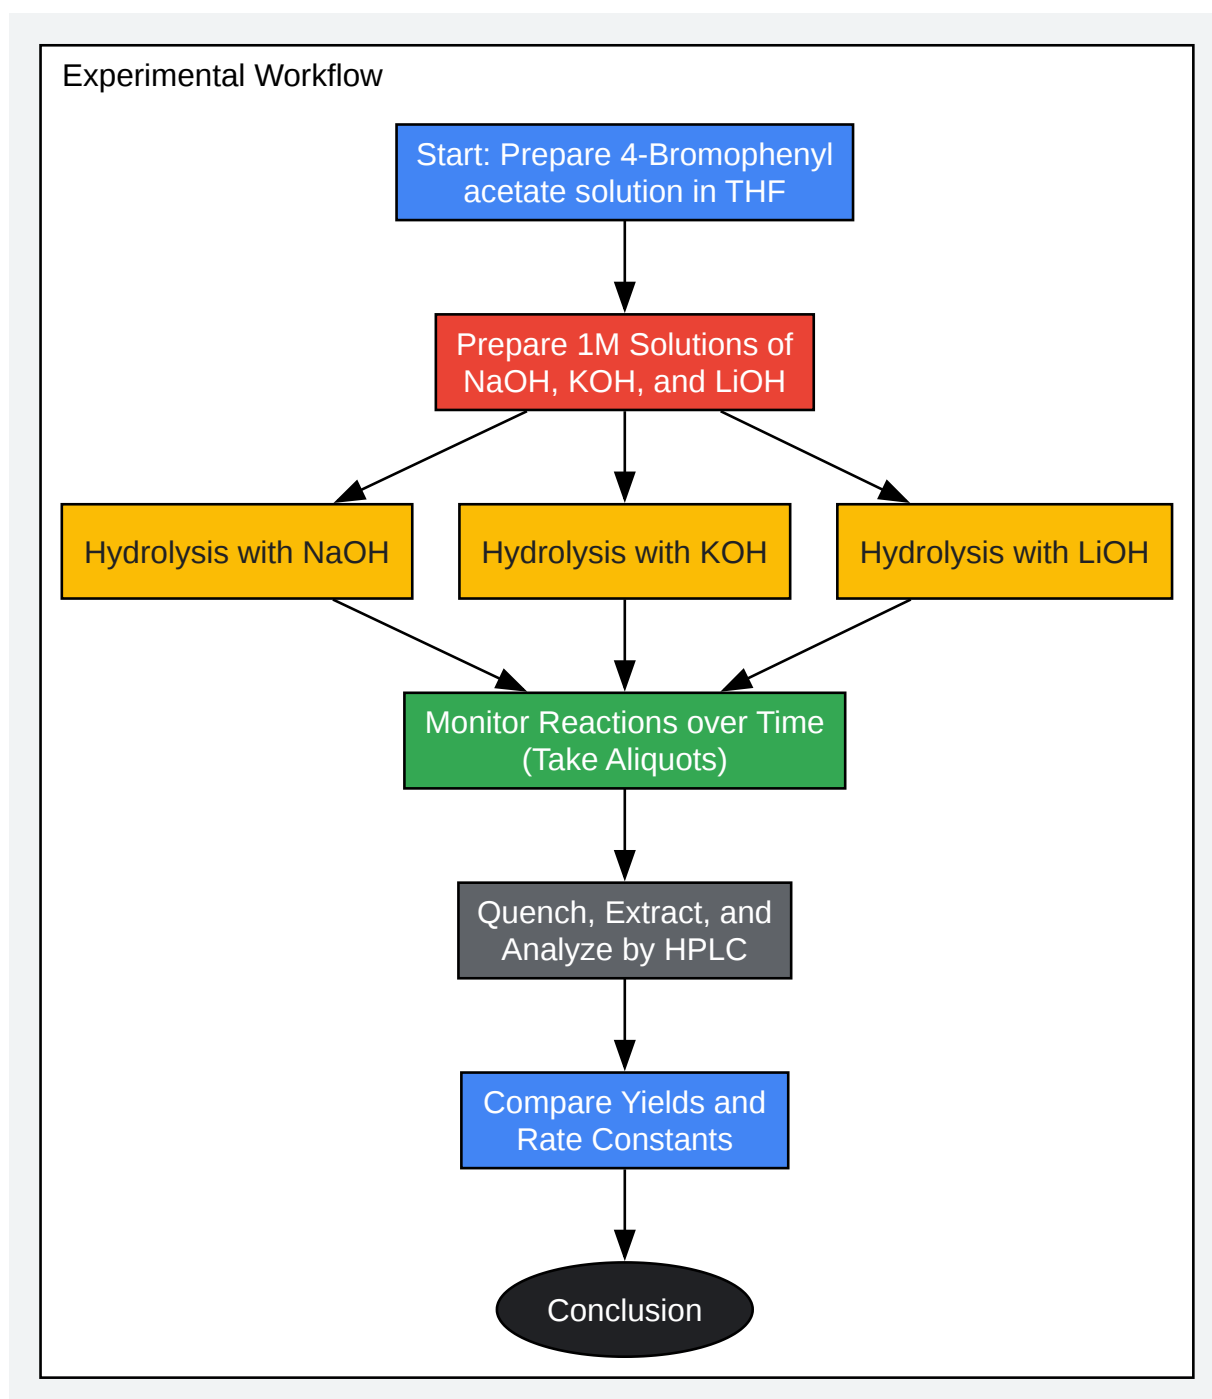 Experimental Workflow
Start: Prepare 4-Bromophenyl
acetate solution in THF
Prepare 1M Solutions of
NaOH, KOH, and LiOH
Hydrolysis with NaOH
Hydrolysis with KOH
Hydrolysis with LiOH
Monitor Reactions over Time
(Take Aliquots)
Quench, Extract, and
Analyze by HPLC
Compare Yields and
Rate Constants
Conclusion